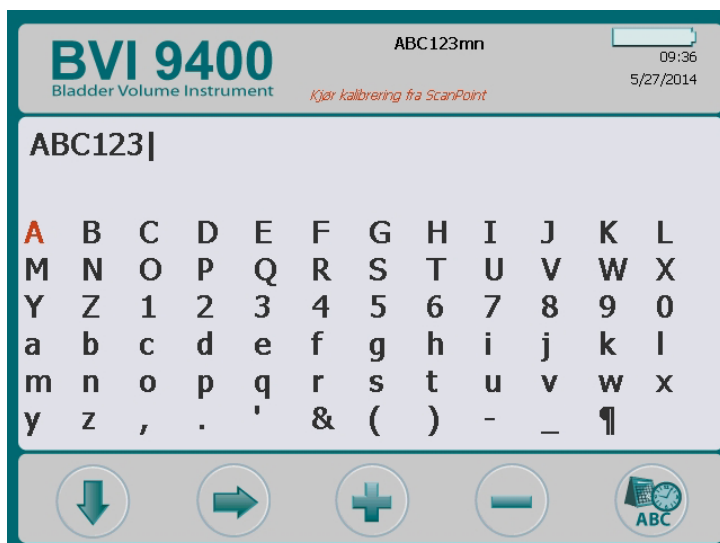 BVI 9400
Bladder Volume Instrument
ABC123mn
Kjør kalibrering fra ScanPoint
09:36
5/27/2014
ABC123|
A B C D E F G H I J K L
M N O P Q R S T U V W X
Y Z 1 2 3 4 5 6 7 8 9 0
a b c d e f g h i j k l
m n o p q r s t u v w x
y z , . ' & ( ) - _ ¶
ABC